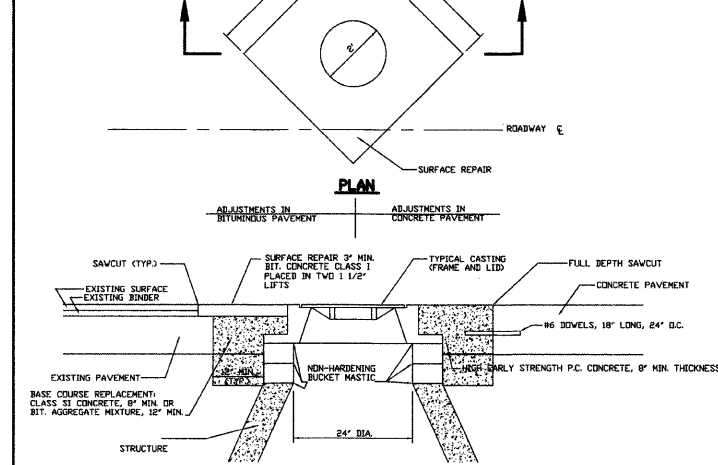 2'
ROADWAY ℄
SURFACE REPAIR
PLAN
ADJUSTMENTS IN
BITUMINOUS PAVEMENT
ADJUSTMENTS IN
CONCRETE PAVEMENT
SAWCUT (TYP.)
SURFACE REPAIR 3" MIN.
BIT. CONCRETE CLASS I
PLACED IN TWO 1 1/2"
LIFTS
TYPICAL CASTING
(FRAME AND LID)
FULL DEPTH SAWCUT
EXISTING SURFACE
EXISTING BINDER
CONCRETE PAVEMENT
#6 DOWELS, 18" LONG, 24" O.C.
EXISTING PAVEMENT
12" MIN.
(TYP.)
NON-HARDENING
BUCKET MASTIC
HIGH EARLY STRENGTH P.C. CONCRETE, 8" MIN. THICKNESS
BASE COURSE REPLACEMENT:
CLASS SI CONCRETE, 8" MIN. OR
BIT. AGGREGATE MIXTURE, 12" MIN.
STRUCTURE
24" DIA.